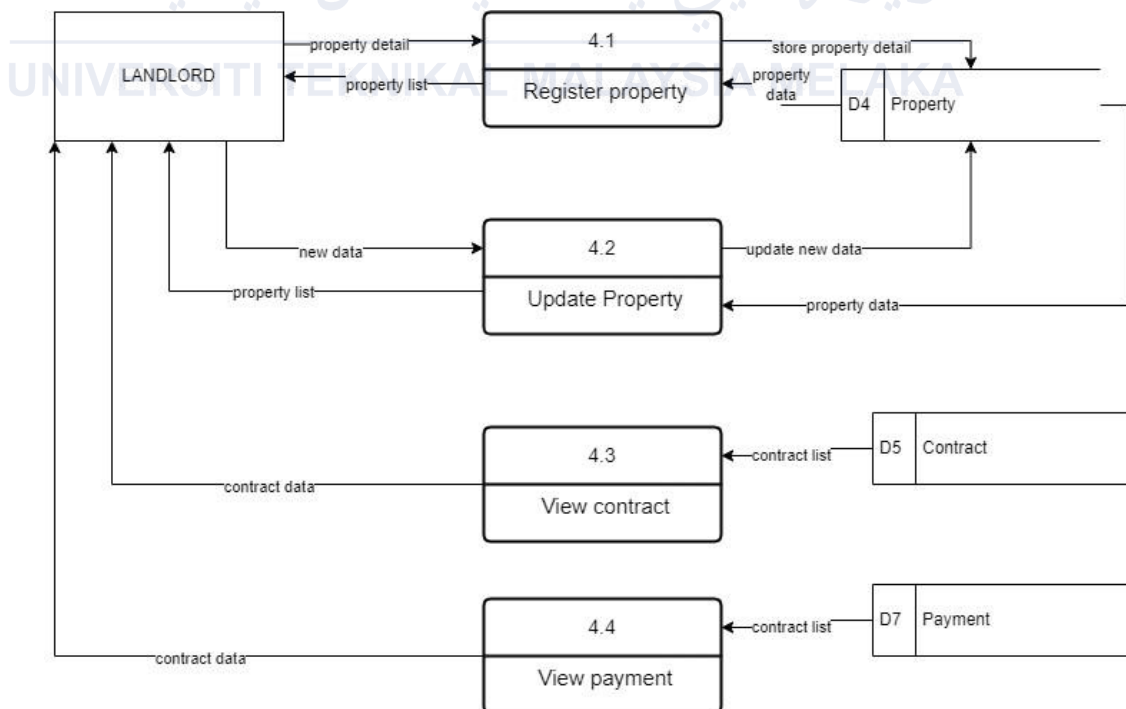 UNIVERSITI TEKNIKAL MALAYSIA MELAKA
LANDLORD
property detail
4.1
store property detail
property list
Register property
property
data
D4 Property
new data
4.2
update new data
property list
Update Property
property data
4.3
contract list
D5 Contract
contract data
View contract
4.4
contract list
D7 Payment
contract data
View payment